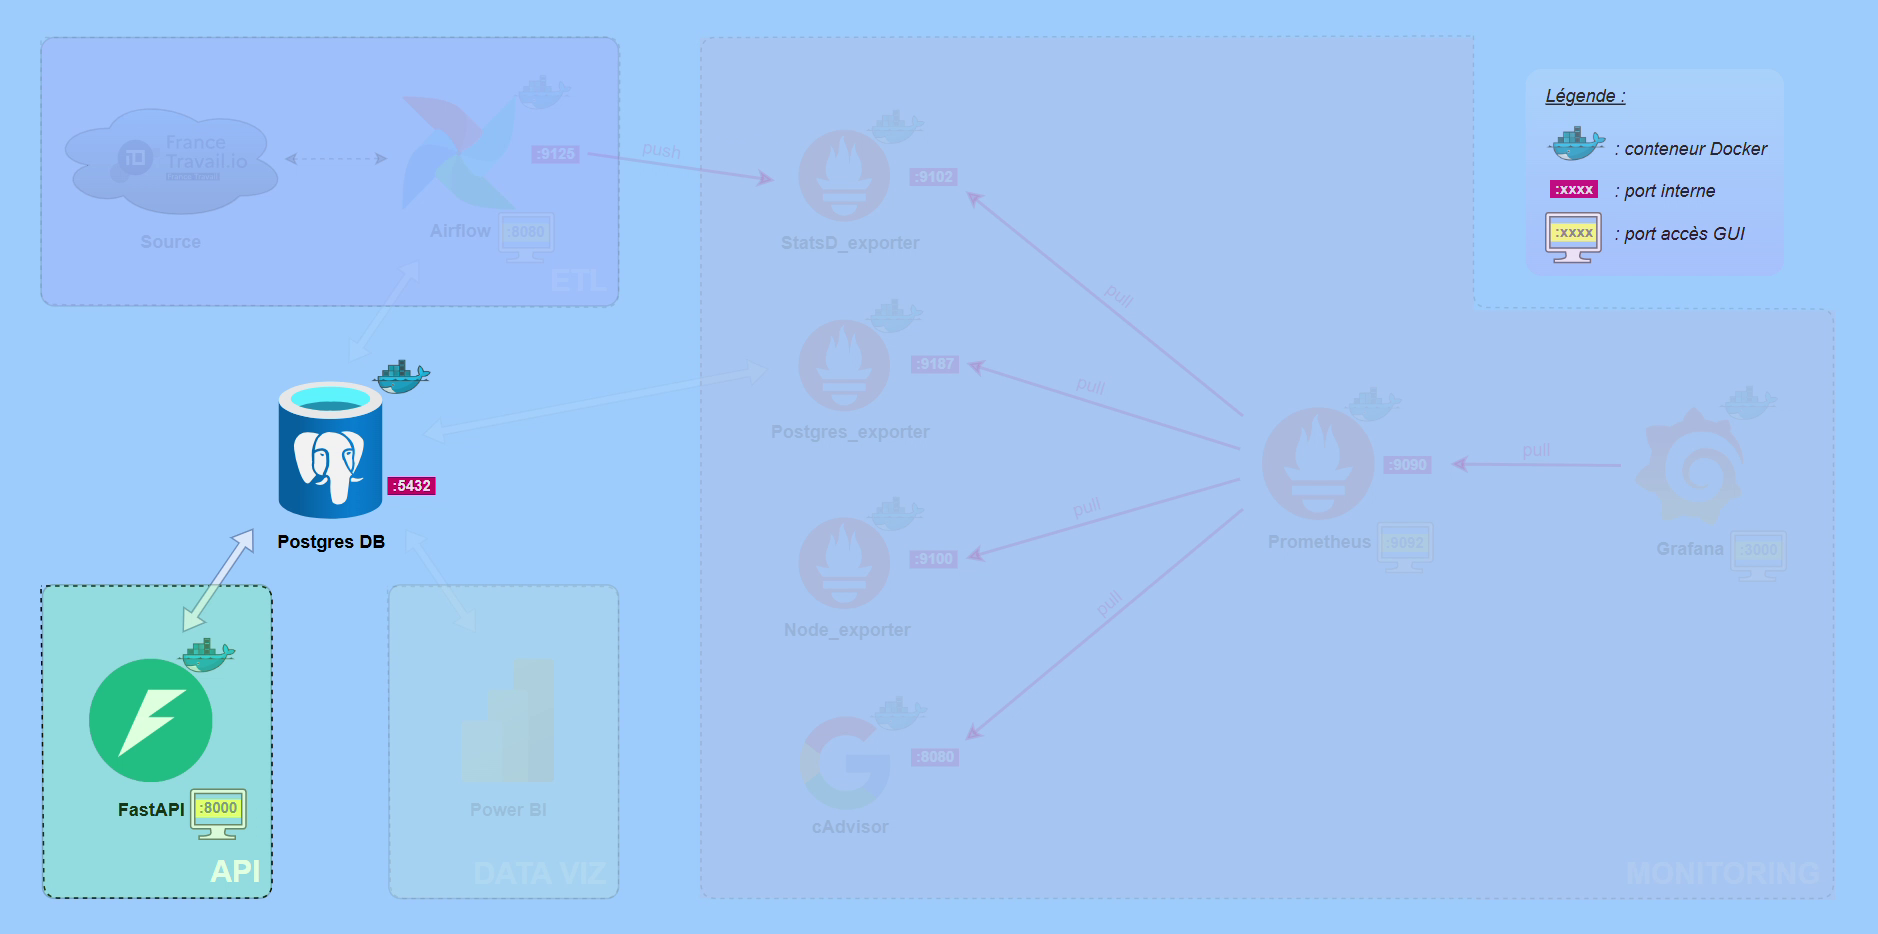 France
Travail.io
France Travail
Source
:9125
Airflow
:8080
ETL
push
:9102
StatsD_exporter
Légende :
: conteneur Docker
:xxxx
: port interne
:xxxx
: port accès GUI
pull
:9187
Postgres_exporter
pull
:5432
Postgres DB
:9090
pull
Prometheus
:9092
Grafana
:3000
pull
:9100
Node_exporter
pull
:8080
cAdvisor
FastAPI
:8000
API
Power BI
DATA VIZ
MONITORING